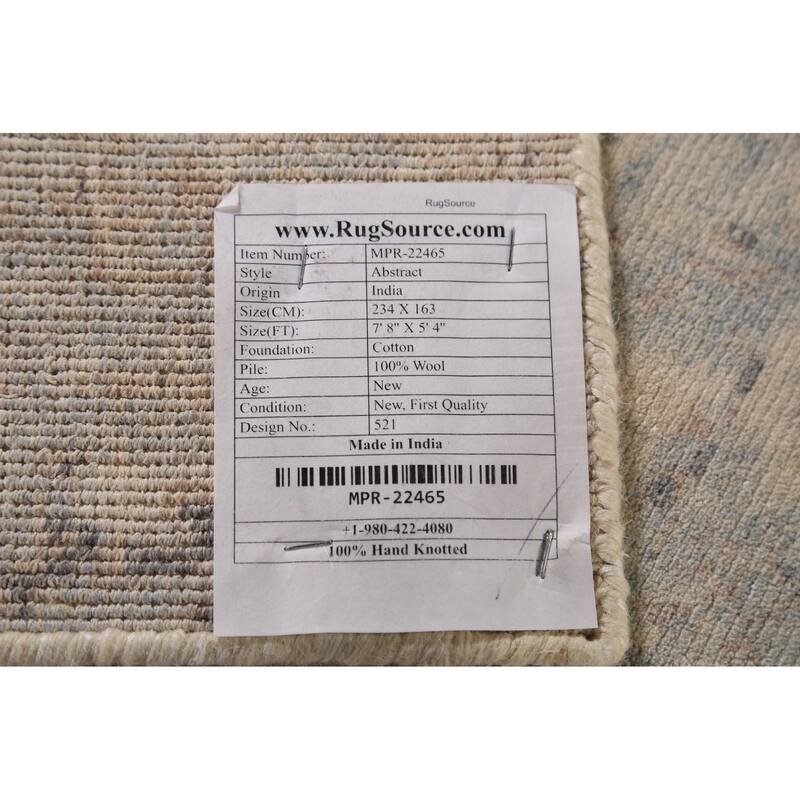 RugSource
www.RugSource.com
Item Number: MPR-22465
Style Abstract
Origin India
Size(CM): 234 X 163
Size(FT): 7' 8" X 5' 4"
Foundation: Cotton
Pile: 100% Wool
Age: New
Condition: New, First Quality
Design No.: 521
Made in India
MPR-22465
+1-980-422-4080
100% Hand Knotted